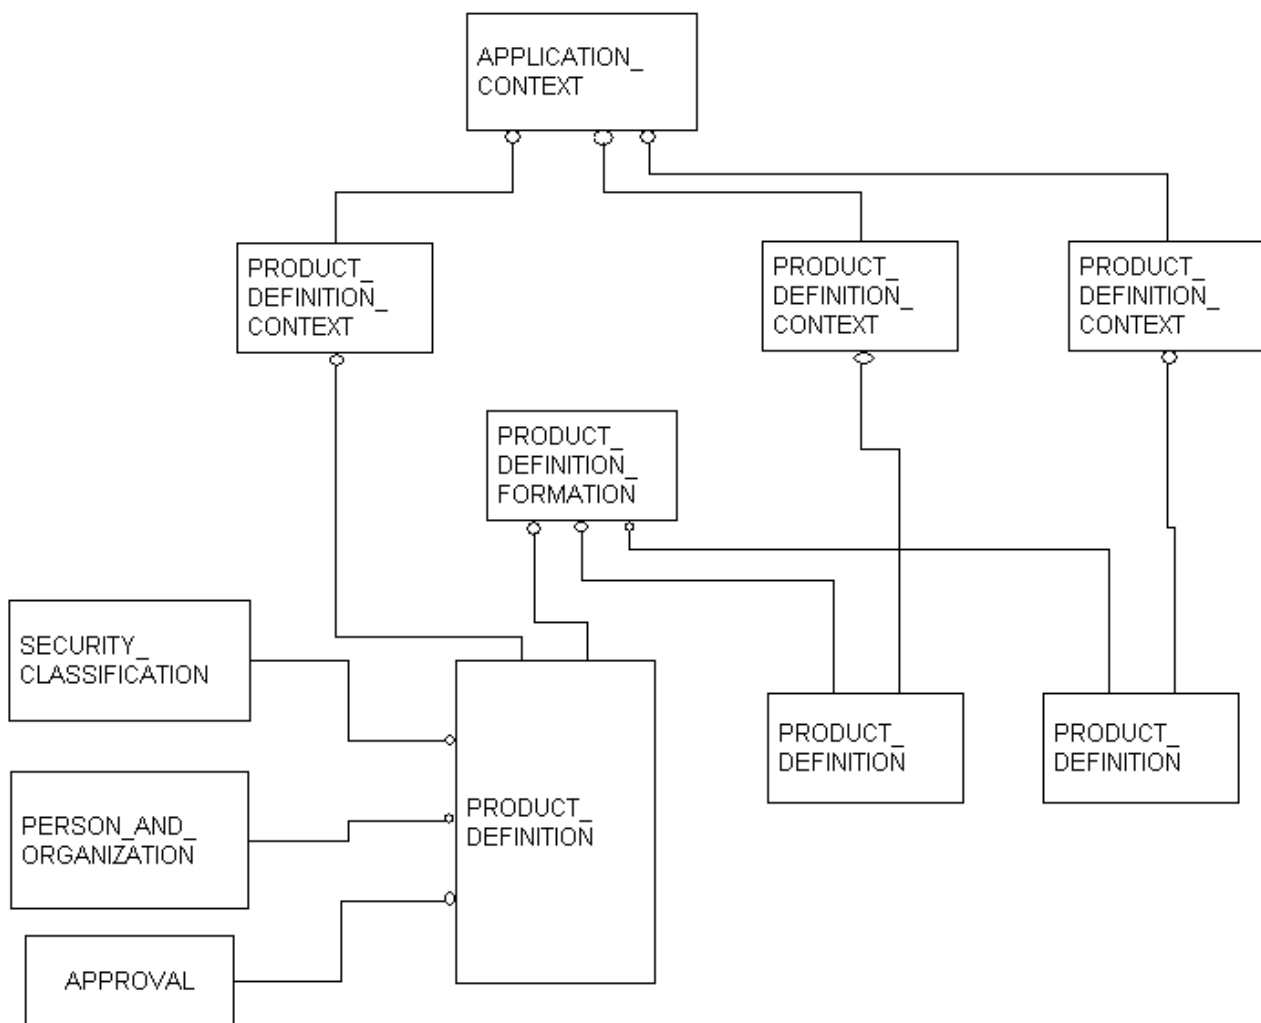 APPLICATION_
CONTEXT
PRODUCT_
DEFINITION_
CONTEXT
PRODUCT_
DEFINITION_
CONTEXT
PRODUCT_
DEFINITION_
CONTEXT
PRODUCT_
DEFINITION_
FORMATION
SECURITY_
CLASSIFICATION
PERSON_AND_
ORGANIZATION
APPROVAL
PRODUCT_
DEFINITION
PRODUCT_
DEFINITION
PRODUCT_
DEFINITION